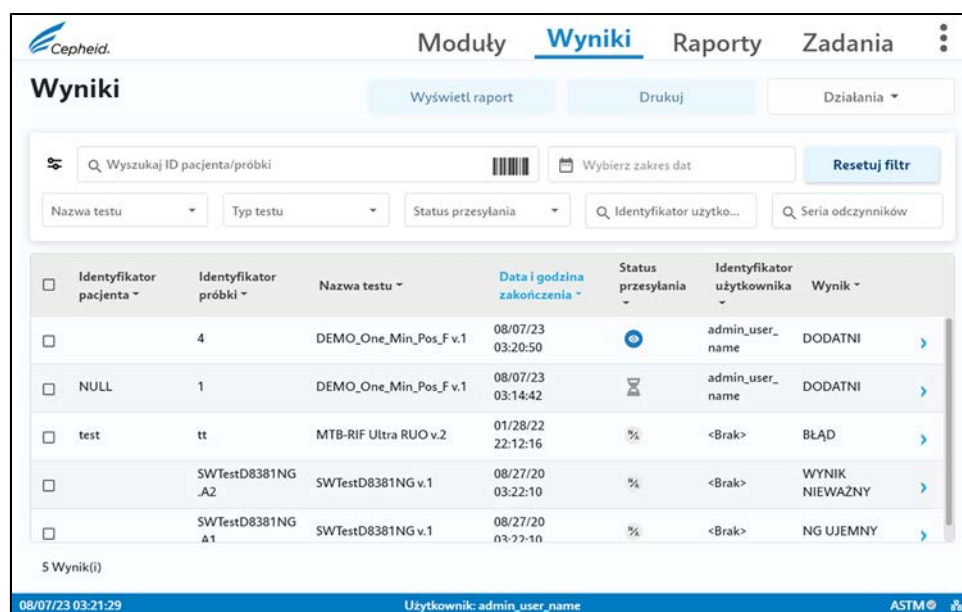 Cepheid.
Moduły Wyniki Raporty Zadania
Wyniki
Wyświetl raport Drukuj Działania
Wyszukaj ID pacjenta/próbki Wybierz zakres dat Resetuj filtr
Nazwa testu Typ testu Status przesyłania Identyfikator użytko... Seria odczynników
Identyfikator pacjenta Identyfikator próbki Nazwa testu Data i godzina zakończenia Status przesyłania Identyfikator użytkownika Wynik
4 DEMO_One_Min_Pos_F v.1 08/07/23 03:20:50 admin_user_name DODATNI
NULL 1 DEMO_One_Min_Pos_F v.1 08/07/23 03:14:42 admin_user_name DODATNI
test tt MTB-RIF Ultra RUO v.2 01/28/22 22:12:16 N/A <Brak> BŁĄD
SWTestD8381NG.A2 SWTestD8381NG v.1 08/27/20 03:22:10 N/A <Brak> WYNIK NIEWAŻNY
SWTestD8381NG.A1 SWTestD8381NG v.1 08/27/20 03:22:10 N/A <Brak> NG UJEMNY
5 Wynik(i)
08/07/23 03:21:29 Użytkownik: admin_user_name ASTM